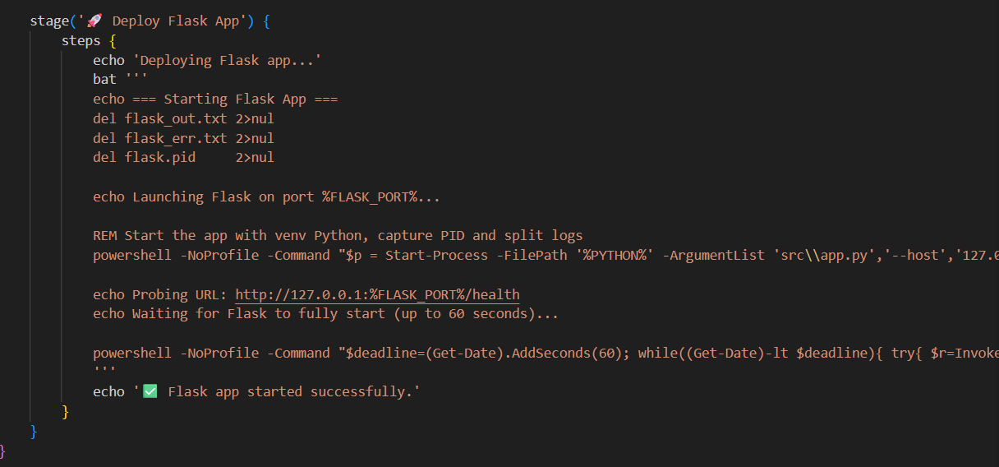 stage('🚀 Deploy Flask App') {
steps {
echo 'Deploying Flask app...'
bat '''
echo === Starting Flask App ===
del flask_out.txt 2>nul
del flask_err.txt 2>nul
del flask.pid     2>nul
echo Launching Flask on port %FLASK_PORT%...
REM Start the app with venv Python, capture PID and split logs
powershell -NoProfile -Command "$p = Start-Process -FilePath '%PYTHON%' -ArgumentList 'src\\app.py','--host','127.0
echo Probing URL: http://127.0.0.1:%FLASK_PORT%/health
echo Waiting for Flask to fully start (up to 60 seconds)...
powershell -NoProfile -Command "$deadline=(Get-Date).AddSeconds(60); while((Get-Date)-lt $deadline){ try{ $r=Invoke
'''
echo '✅ Flask app started successfully.'
}
}
}